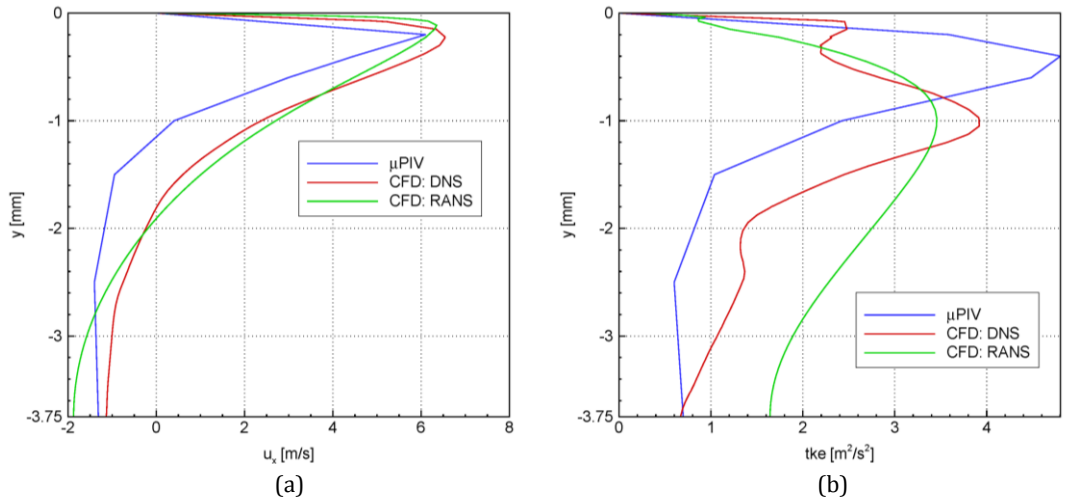 0
-1
-2
-3
-3.75
y [mm]
-2 0 2 4 6 8
uₓ [m/s]
μPIV
CFD: DNS
CFD: RANS
(a)
0
-1
-2
-3
-3.75
y [mm]
0 1 2 3 4
tke [m²/s²]
μPIV
CFD: DNS
CFD: RANS
(b)